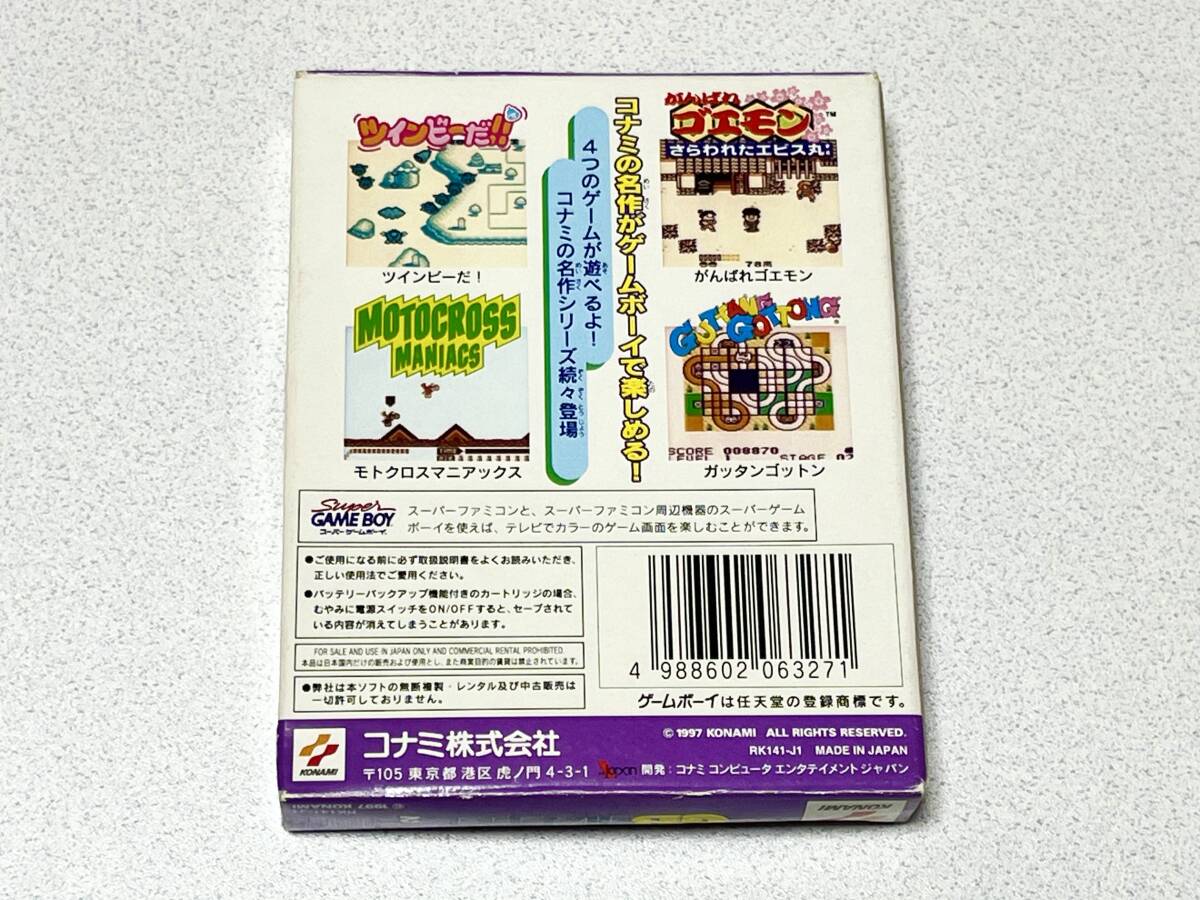 コナミの名作がゲームボーイで楽しめる!
4つのゲームが遊べるよ!
コナミの名作シリーズ続々登場
ツインビーだ!!
ツインビーだ!
がんばれ
ゴエモン™
さらわれたエビス丸
がんばれゴエモン
MOTOCROSS
MANIACS
モトクロスマニアックス
GUTTANG
GOTTONG
SCORE 008870
LEVEL 1 STAGE 02
ガッタンゴットン
Super
GAME BOY
スーパーゲームボーイ
スーパーファミコンと、スーパーファミコン周辺機器のスーパーゲーム
ボーイを使えば、テレビでカラーのゲーム画面を楽しむことができます。
●ご使用になる前に必ず取扱説明書をよくお読みいただき、
正しい使用法でご愛用ください。
●バッテリーバックアップ機能付きのカートリッジの場合、
むやみに電源スイッチをON/OFFすると、セーブされて
いる内容が消えてしまうことがあります。
FOR SALE AND USE IN JAPAN ONLY AND COMMERCIAL RENTAL PROHIBITED.
本品は日本国内だけの販売および使用とし、また商業目的の賃貸は禁止されています。
●弊社は本ソフトの無断複製・レンタル及び中古販売は
一切許可しておりません。
4 988602 063271
ゲームボーイは任天堂の登録商標です。
KONAMI
コナミ株式会社
〒105 東京都 港区 虎ノ門 4-3-1
© 1997 KONAMI ALL RIGHTS RESERVED.
RK141-J1 MADE IN JAPAN
Japan 開発:コナミ コンピュータ エンタテイメント ジャパン
© 1997 KONAMI
RK141-J1
KONAMI